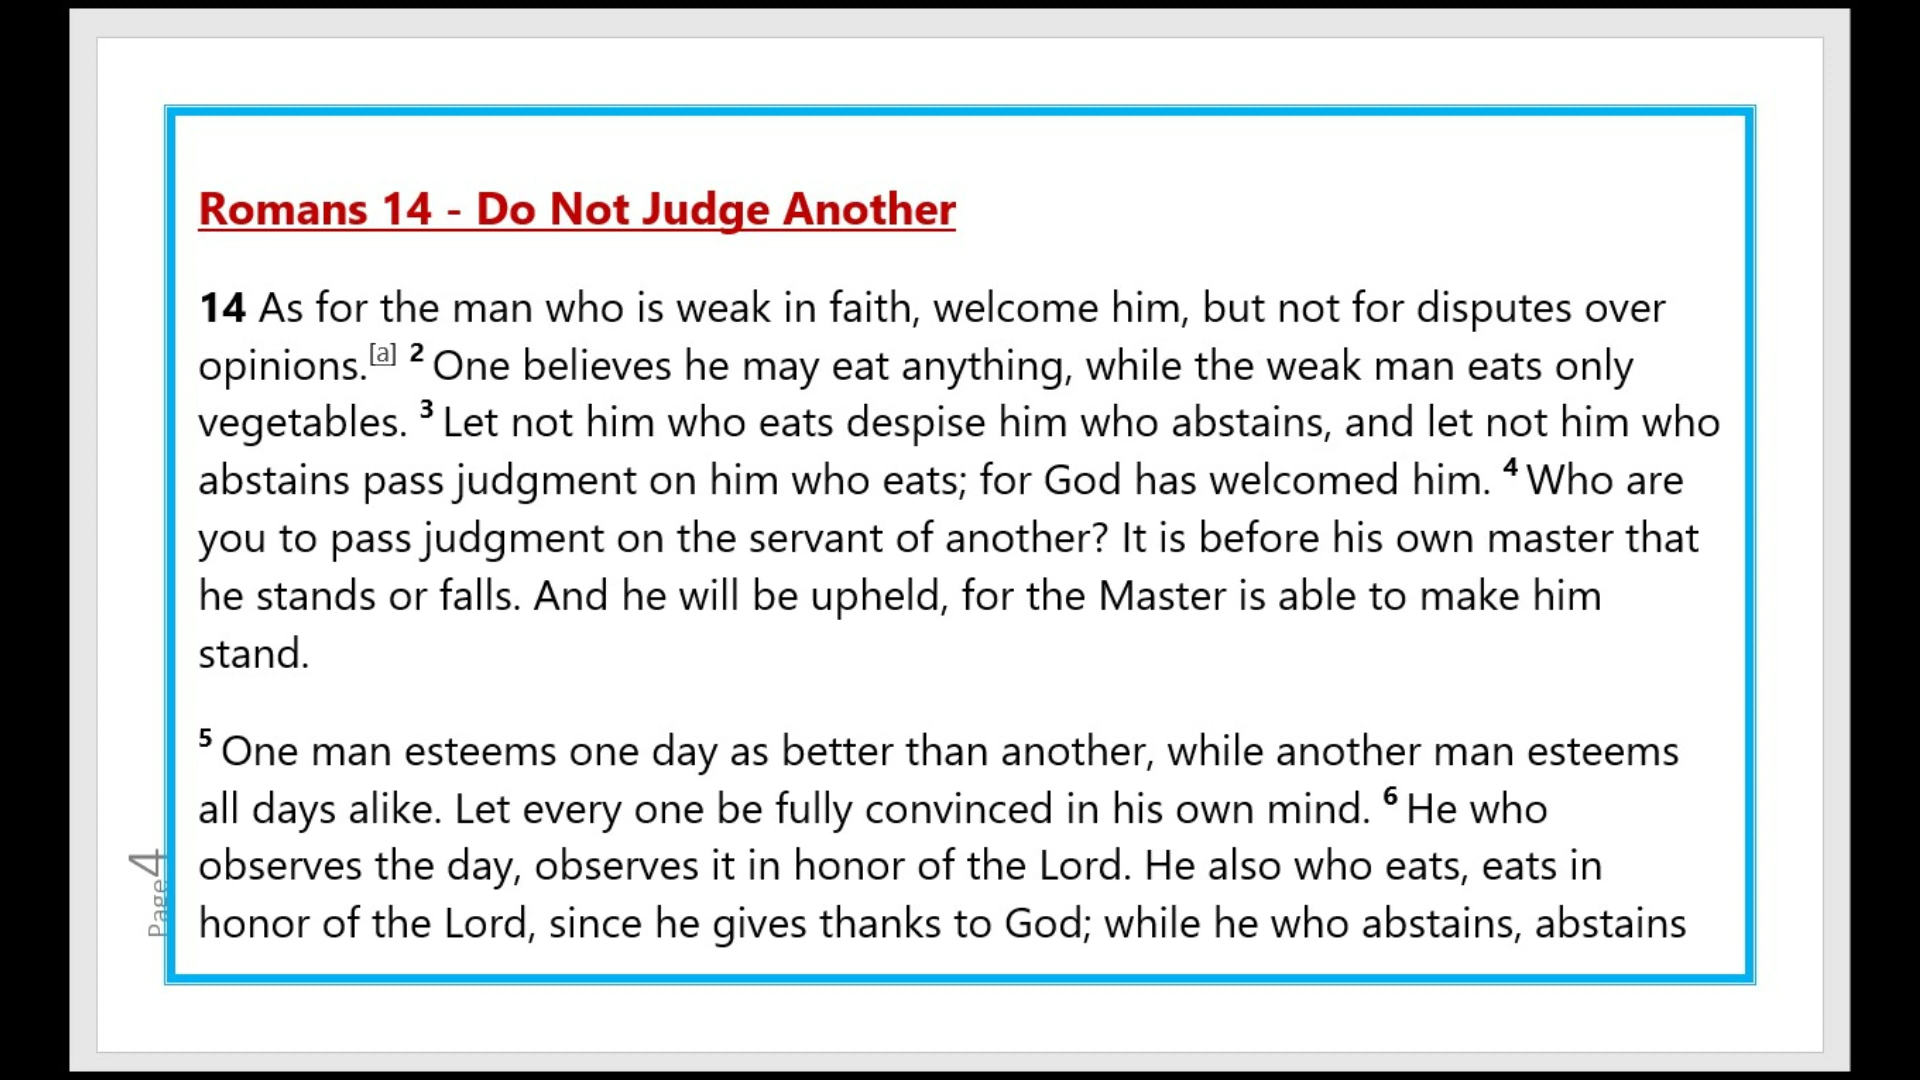 Romans 14 - Do Not Judge Another
14 As for the man who is weak in faith, welcome him, but not for disputes over
opinions.[a] 2 One believes he may eat anything, while the weak man eats only
vegetables. 3 Let not him who eats despise him who abstains, and let not him who
abstains pass judgment on him who eats; for God has welcomed him. 4 Who are
you to pass judgment on the servant of another? It is before his own master that
he stands or falls. And he will be upheld, for the Master is able to make him
stand.
5 One man esteems one day as better than another, while another man esteems
all days alike. Let every one be fully convinced in his own mind. 6 He who
observes the day, observes it in honor of the Lord. He also who eats, eats in
honor of the Lord, since he gives thanks to God; while he who abstains, abstains
Page 4